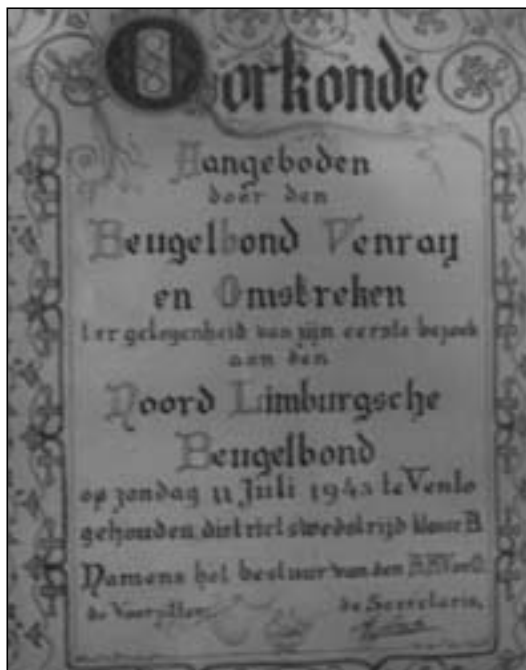 Oorkonde
Aangeboden
door den
Beugelbond Venray
en Omstreken
ter gelegenheid van zijn eerste bezoek
aan den
Noord Limburgsche
Beugelbond
op zondag 11 Juli 1943 te Venlo
gehouden districtswedstrijd klasse B
Namens het bestuur van den B.B.V. en O.
de Voorzitter, de Secretaris,